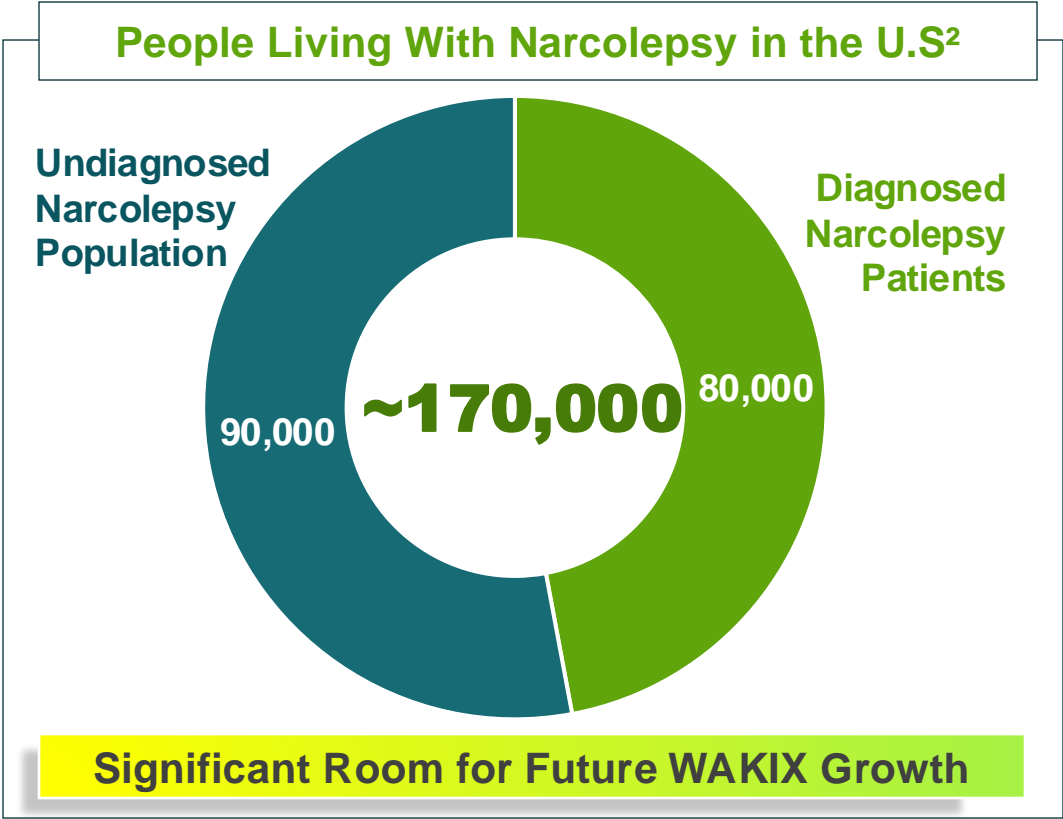 People Living With Narcolepsy in the U.S²
Undiagnosed
Narcolepsy
Population
Diagnosed
Narcolepsy
Patients
90,000
~170,000
80,000
Significant Room for Future WAKIX Growth